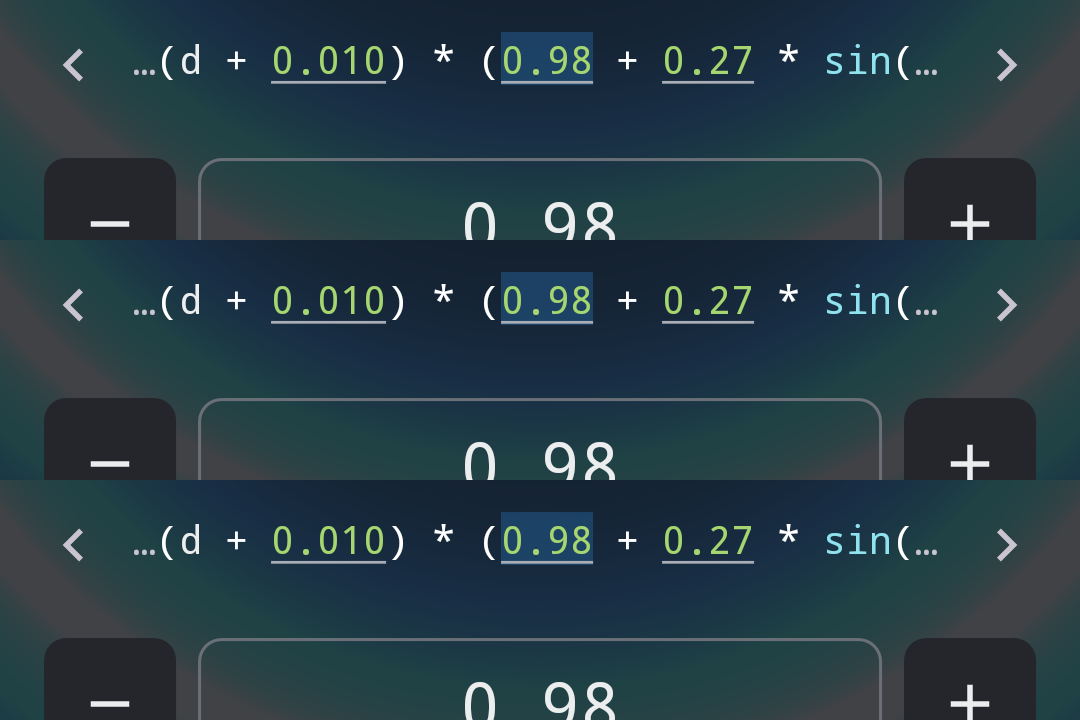 < …(d + 0.010) * (0.98 + 0.27 * sin(… >
− 0.98 +
< …(d + 0.010) * (0.98 + 0.27 * sin(… >
− 0.98 +
< …(d + 0.010) * (0.98 + 0.27 * sin(… >
− 0.98 +